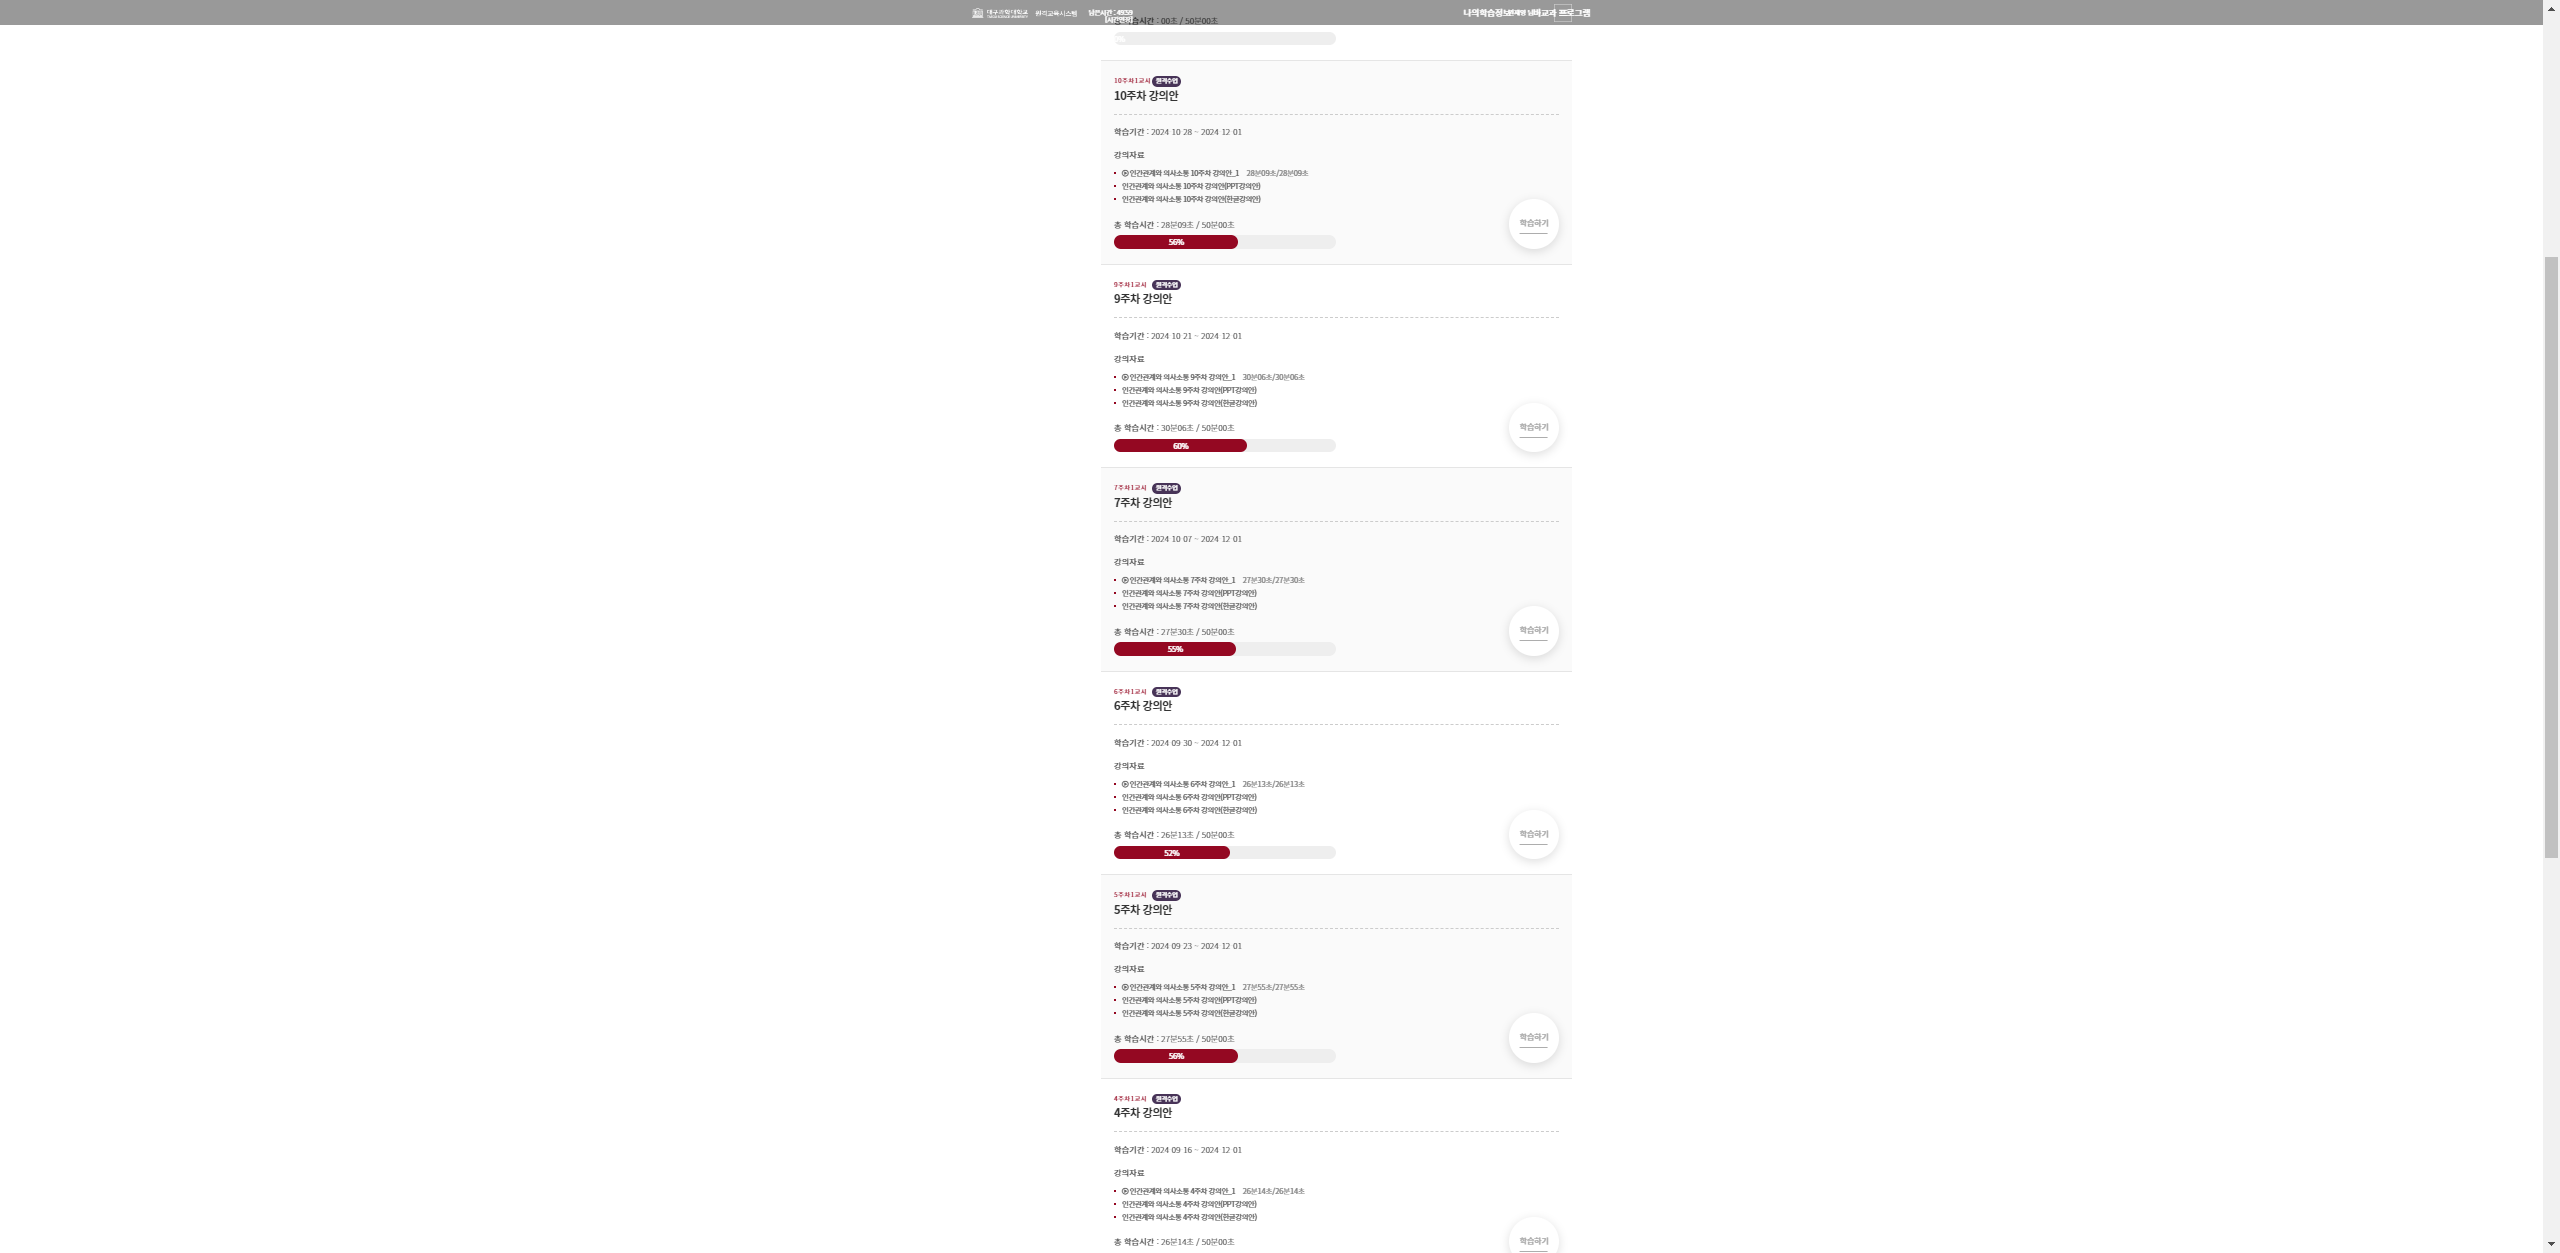 대구과학대학교 원격교육시스템
총 학습시간 : 00초 / 50분00초
10주차1교시 원격수업
10주차 강의안
학습기간 : 2024 10 28 ~ 2024 12 01
강의자료
인간관계와 의사소통 10주차 강의안_1 28분09초/28분09초
인간관계와 의사소통 10주차 강의안(PPT강의안)
인간관계와 의사소통 10주차 강의안(한글강의안)
총 학습시간 : 28분09초 / 50분00초
학습하기
56%
9주차1교시 원격수업
9주차 강의안
학습기간 : 2024 10 21 ~ 2024 12 01
강의자료
인간관계와 의사소통 9주차 강의안_1 30분06초/30분06초
인간관계와 의사소통 9주차 강의안(PPT강의안)
인간관계와 의사소통 9주차 강의안(한글강의안)
총 학습시간 : 30분06초 / 50분00초
학습하기
60%
7주차1교시 원격수업
7주차 강의안
학습기간 : 2024 10 07 ~ 2024 12 01
강의자료
인간관계와 의사소통 7주차 강의안_1 27분30초/27분30초
인간관계와 의사소통 7주차 강의안(PPT강의안)
인간관계와 의사소통 7주차 강의안(한글강의안)
총 학습시간 : 27분30초 / 50분00초
학습하기
55%
6주차1교시 원격수업
6주차 강의안
학습기간 : 2024 09 30 ~ 2024 12 01
강의자료
인간관계와 의사소통 6주차 강의안_1 26분13초/26분13초
인간관계와 의사소통 6주차 강의안(PPT강의안)
인간관계와 의사소통 6주차 강의안(한글강의안)
총 학습시간 : 26분13초 / 50분00초
학습하기
52%
5주차1교시 원격수업
5주차 강의안
학습기간 : 2024 09 23 ~ 2024 12 01
강의자료
인간관계와 의사소통 5주차 강의안_1 27분55초/27분55초
인간관계와 의사소통 5주차 강의안(PPT강의안)
인간관계와 의사소통 5주차 강의안(한글강의안)
총 학습시간 : 27분55초 / 50분00초
학습하기
56%
4주차1교시 원격수업
4주차 강의안
학습기간 : 2024 09 16 ~ 2024 12 01
강의자료
인간관계와 의사소통 4주차 강의안_1 26분14초/26분14초
인간관계와 의사소통 4주차 강의안(PPT강의안)
인간관계와 의사소통 4주차 강의안(한글강의안)
총 학습시간 : 26분14초 / 50분00초
학습하기